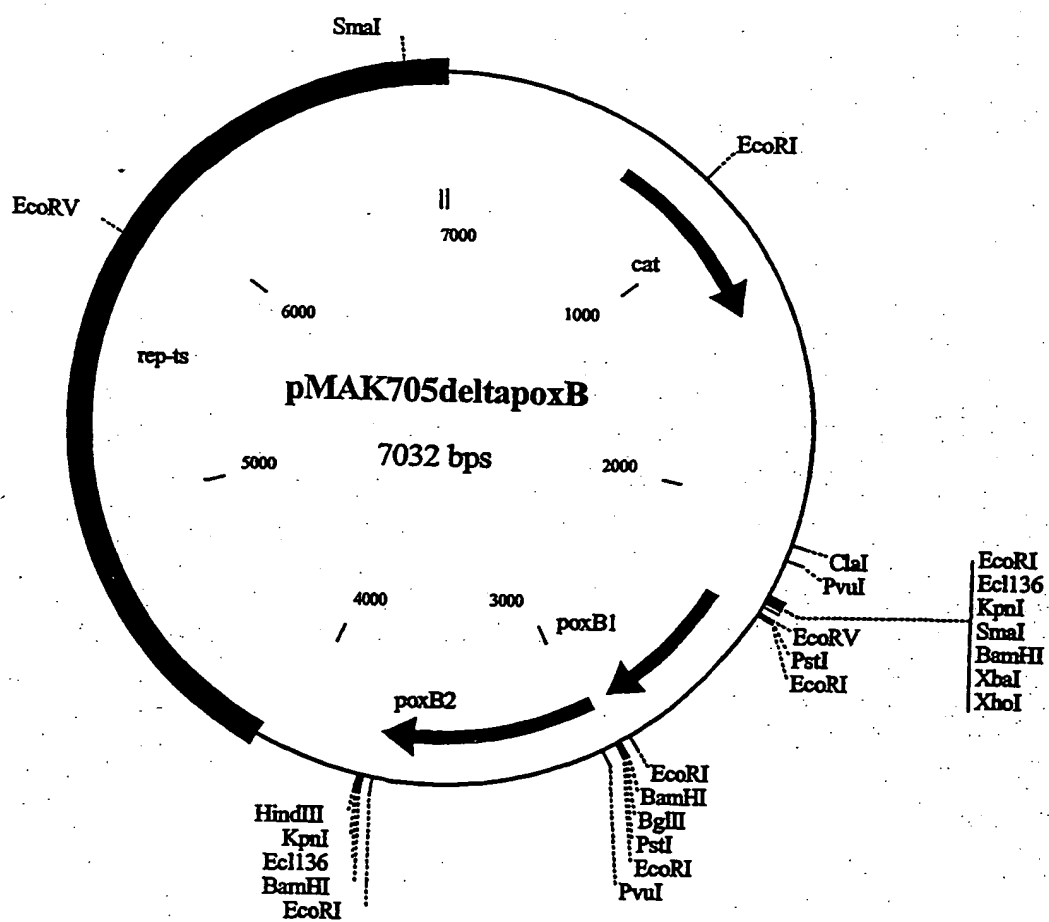 SmaI
EcoRI
EcoRV
7000
cat
6000
1000
rep-ts
pMAK705deltapoxB
7032 bps
5000
2000
ClaI
PvuI
EcoRI
Ecl136
KpnI
SmaI
BamHI
XbaI
XhoI
4000
3000
poxB1
EcoRV
PstI
EcoRI
poxB2
EcoRI
BamHI
BglII
PstI
EcoRI
PvuI
HindIII
KpnI
Ecl136
BamHI
EcoRI